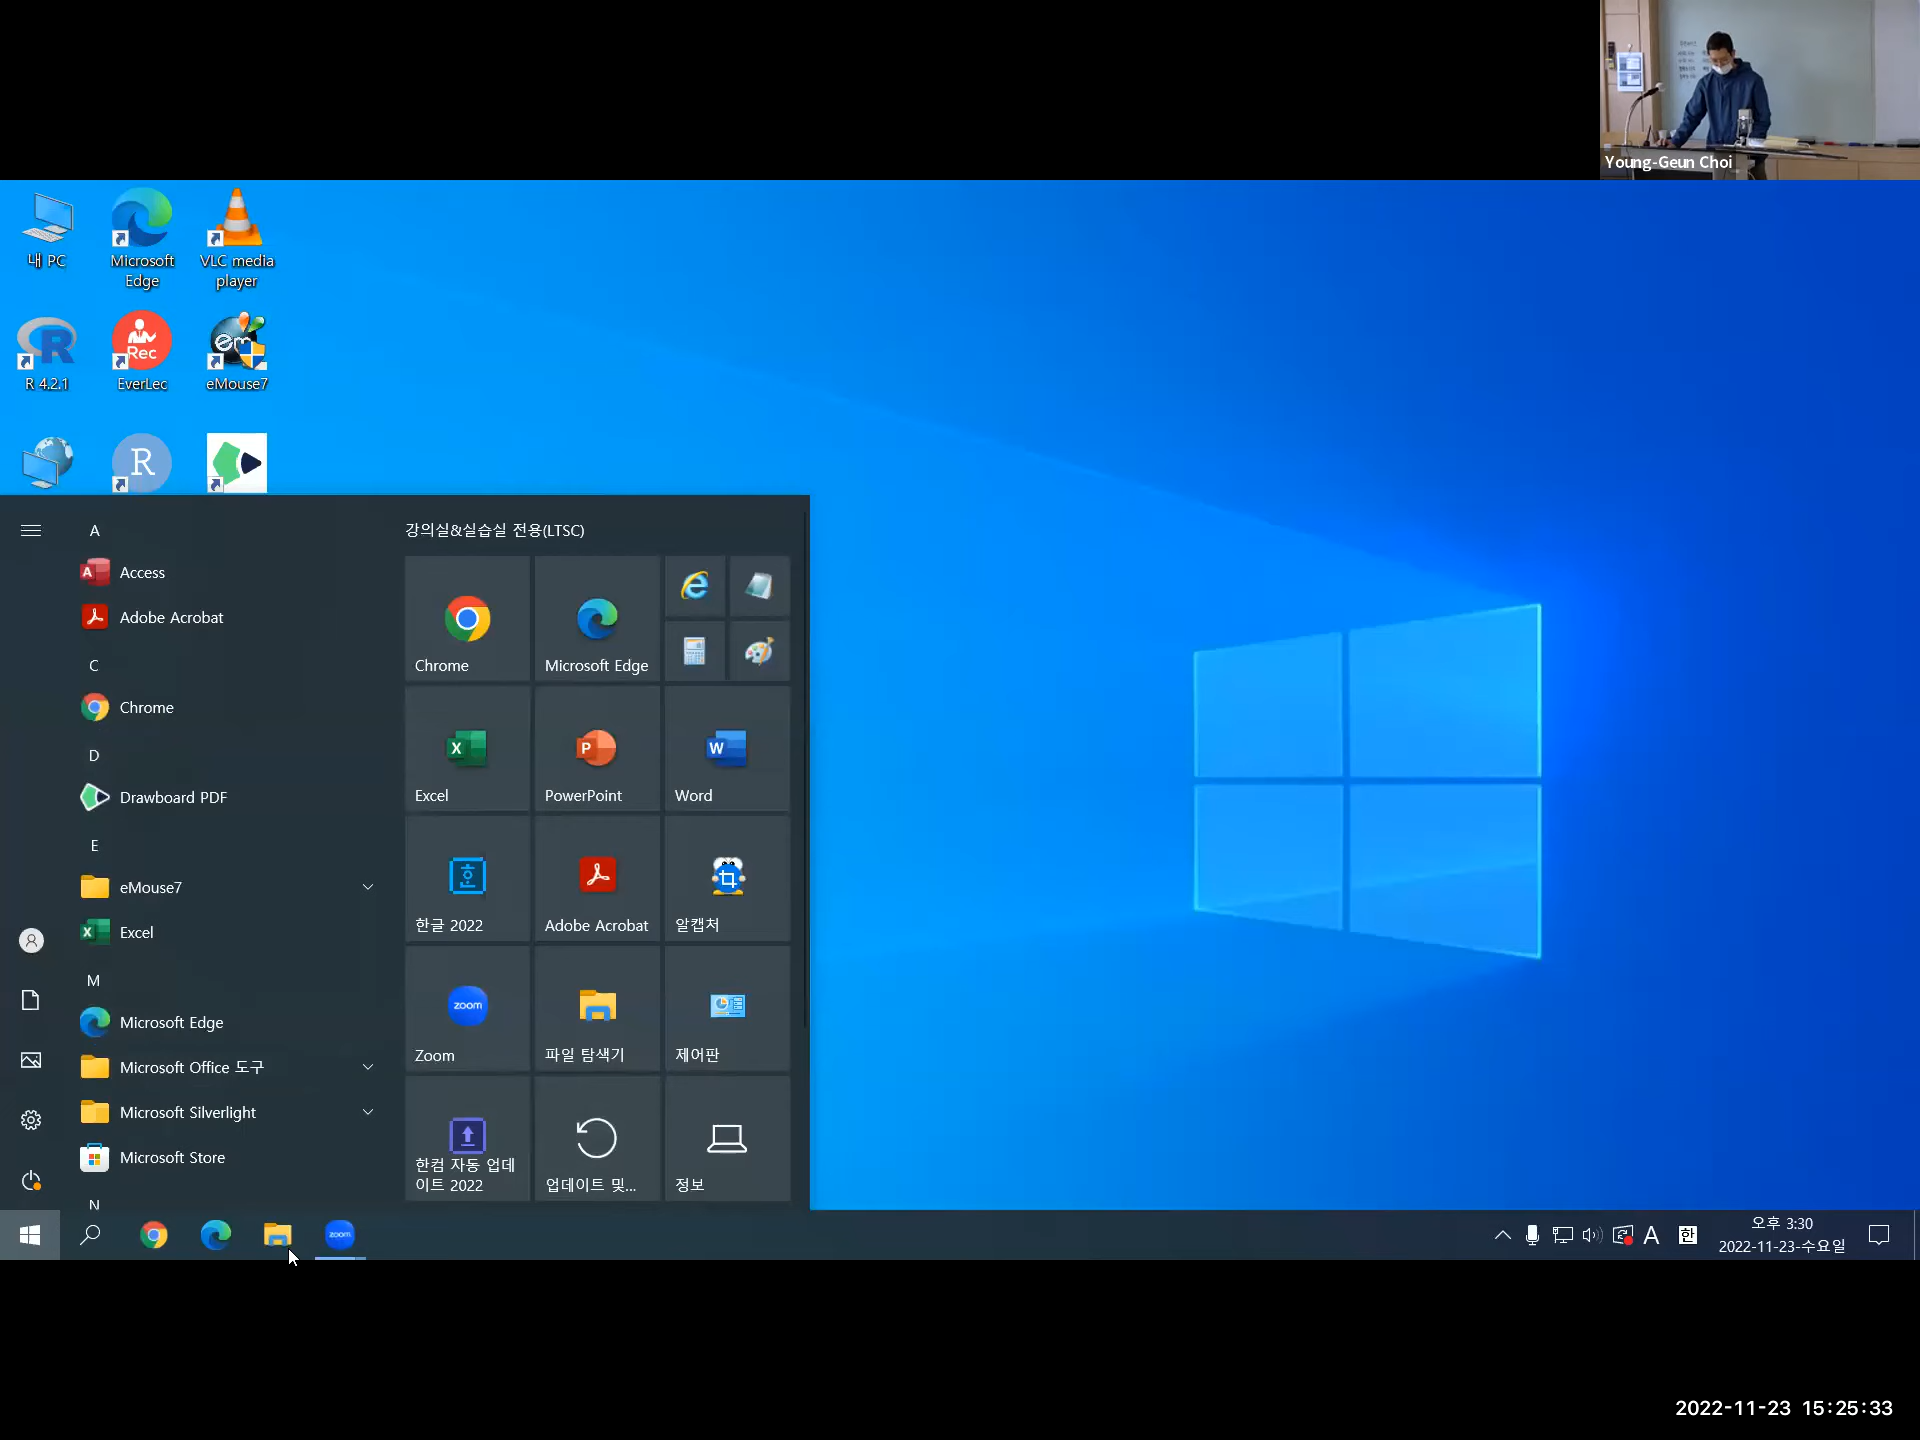 Young-Geun Choi
내 PC
Microsoft
Edge
VLC media
player
R 4.2.1
Rec
EverLec
em
eMouse7
R
강의실&실습실 전용(LTSC)
A
Access
Adobe Acrobat
C
Chrome
D
Drawboard PDF
E
eMouse7
Excel
M
Microsoft Edge
Microsoft Office 도구
Microsoft Silverlight
Microsoft Store
N
Chrome
Microsoft Edge
Excel
PowerPoint
Word
한글 2022
Adobe Acrobat
알캡처
zoom
Zoom
파일 탐색기
제어판
한컴 자동 업데
이트 2022
업데이트 및...
정보
zoom
A
한
오후 3:30
2022-11-23-수요일
2022-11-23 15:25:33